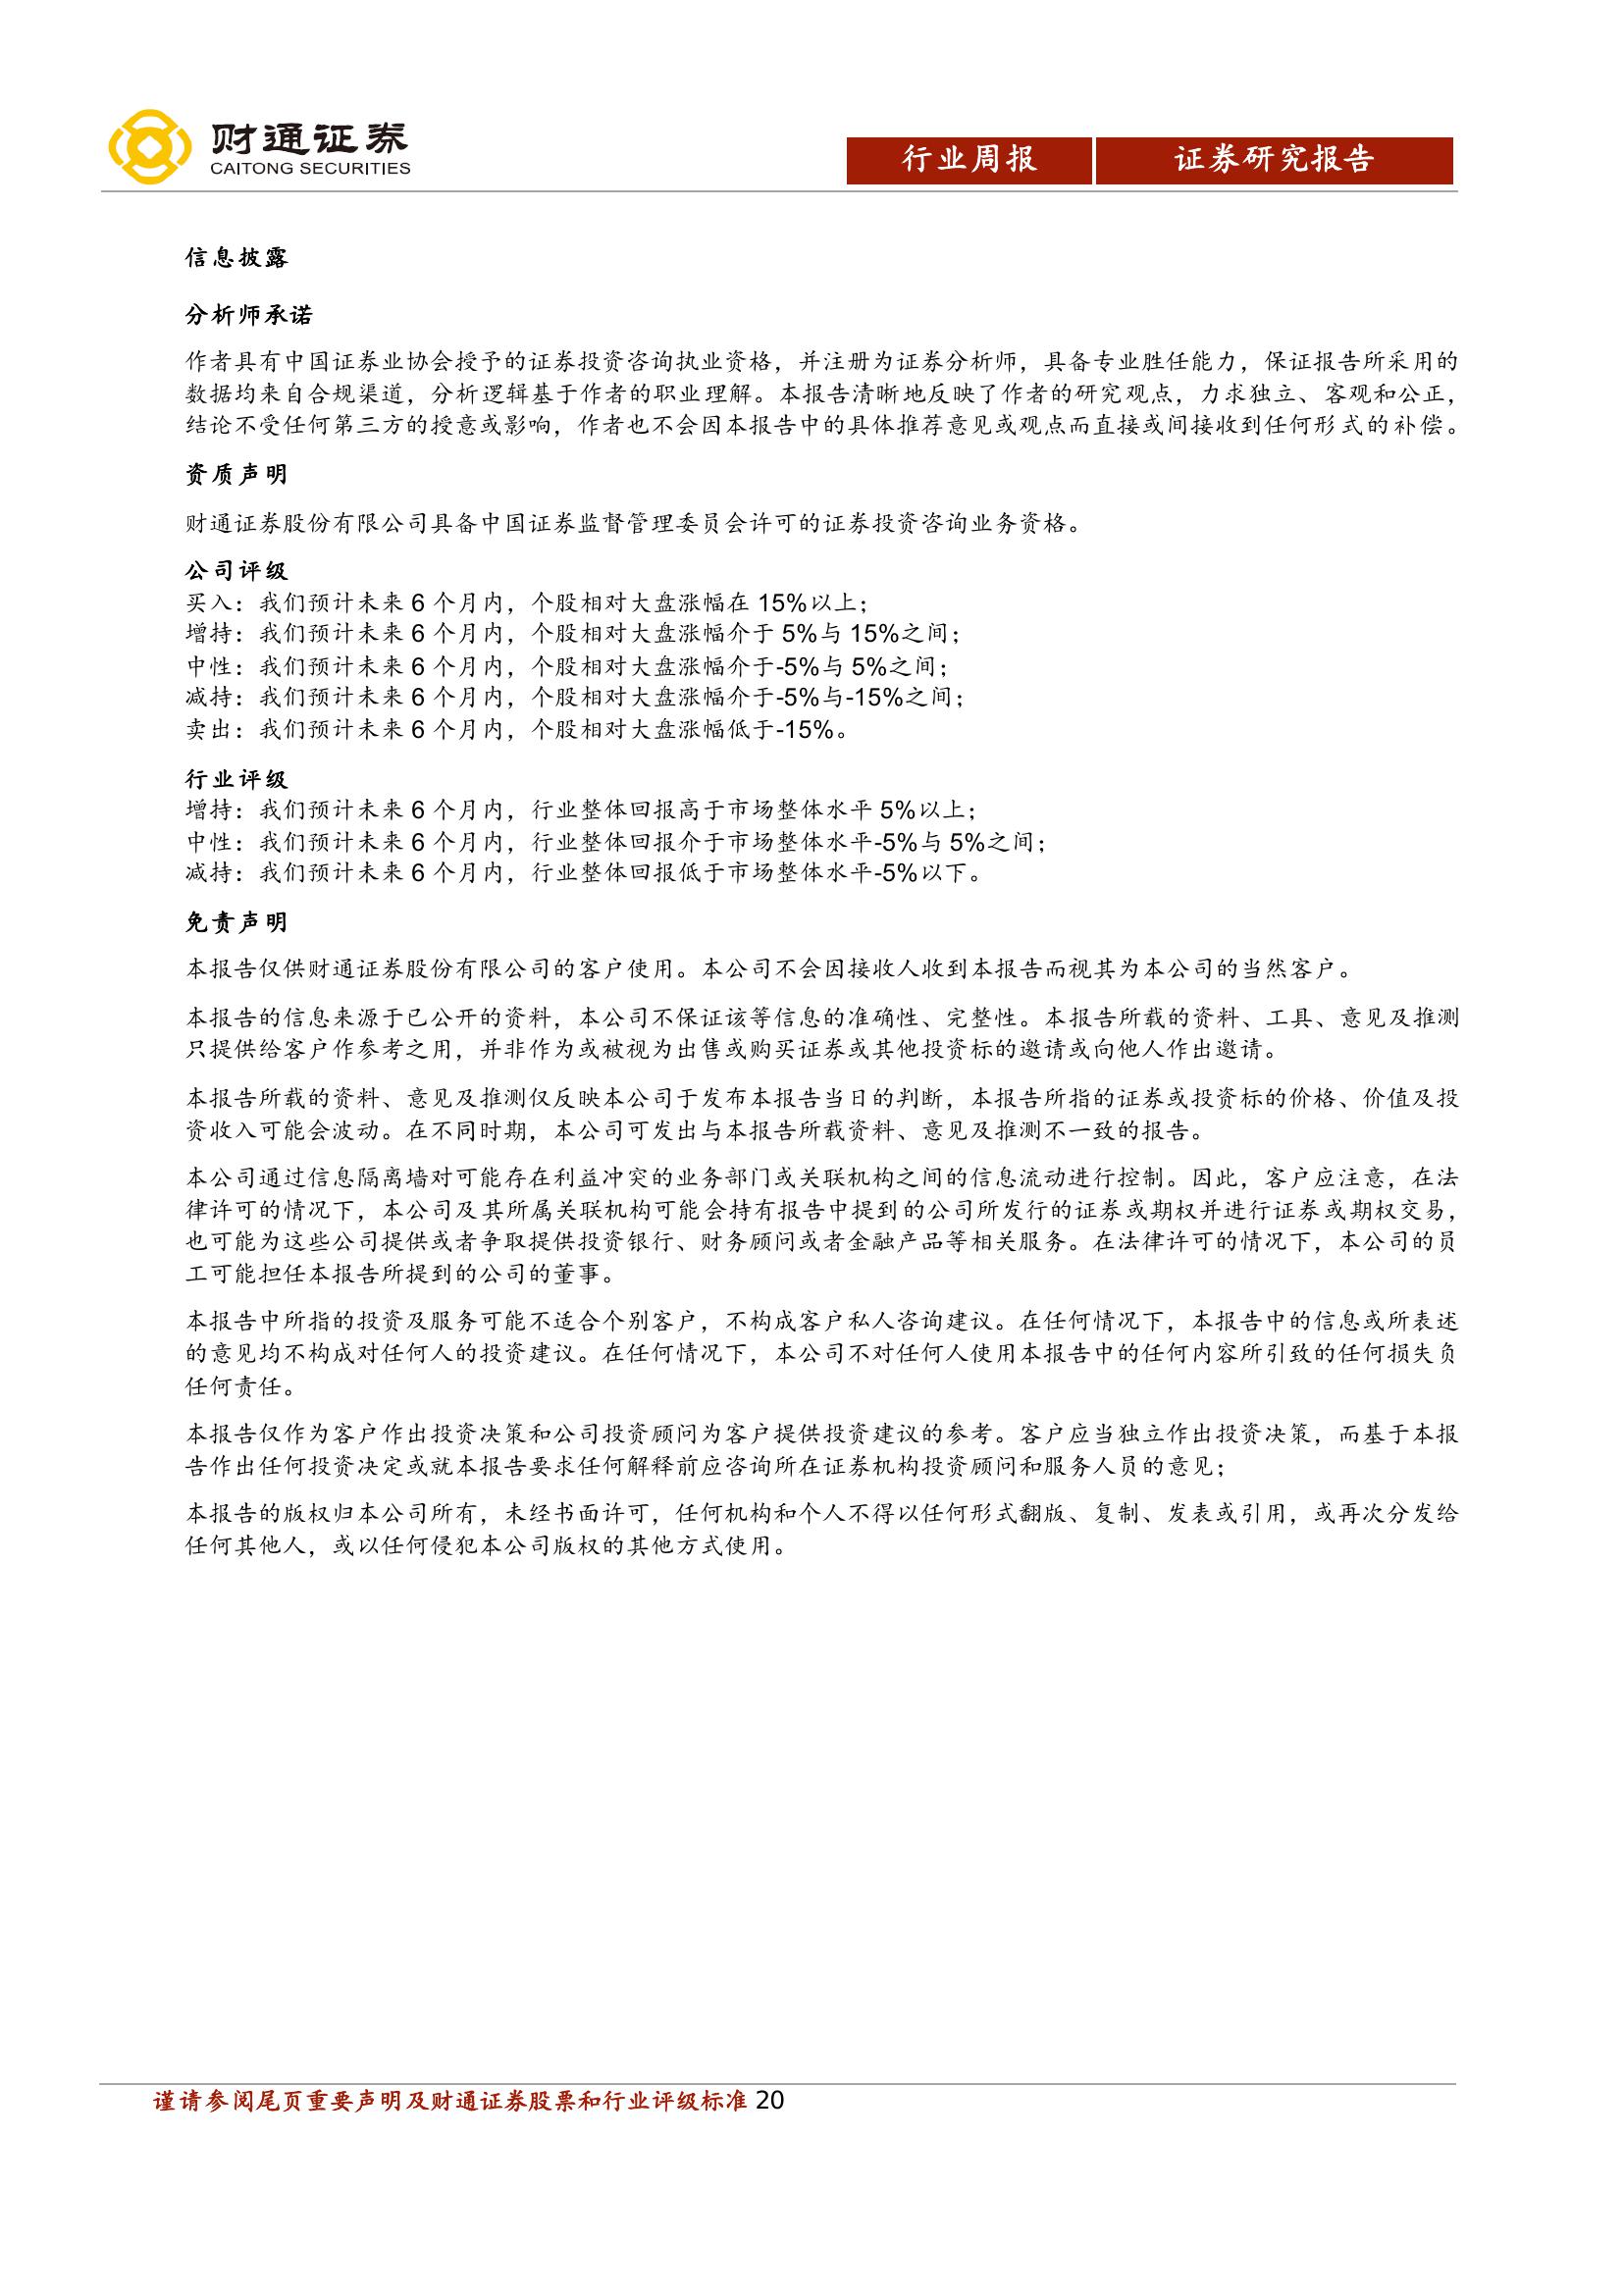 财通证券
CAITONG SECURITIES
行业周报
证券研究报告
信息披露
分析师承诺
作者具有中国证券业协会授予的证券投资咨询执业资格，并注册为证券分析师，具备专业胜任能力，保证报告所采用的
数据均来自合规渠道，分析逻辑基于作者的职业理解。本报告清晰地反映了作者的研究观点，力求独立、客观和公正，
结论不受任何第三方的授意或影响，作者也不会因本报告中的具体推荐意见或观点而直接或间接收到任何形式的补偿。
资质声明
财通证券股份有限公司具备中国证券监督管理委员会许可的证券投资咨询业务资格。
公司评级
买入：我们预计未来 6 个月内，个股相对大盘涨幅在 15%以上；
增持：我们预计未来 6 个月内，个股相对大盘涨幅介于 5%与 15%之间；
中性：我们预计未来 6 个月内，个股相对大盘涨幅介于-5%与 5%之间；
减持：我们预计未来 6 个月内，个股相对大盘涨幅介于-5%与-15%之间；
卖出：我们预计未来 6 个月内，个股相对大盘涨幅低于-15%。
行业评级
增持：我们预计未来 6 个月内，行业整体回报高于市场整体水平 5%以上；
中性：我们预计未来 6 个月内，行业整体回报介于市场整体水平-5%与 5%之间；
减持：我们预计未来 6 个月内，行业整体回报低于市场整体水平-5%以下。
免责声明
本报告仅供财通证券股份有限公司的客户使用。本公司不会因接收人收到本报告而视其为本公司的当然客户。
本报告的信息来源于已公开的资料，本公司不保证该等信息的准确性、完整性。本报告所载的资料、工具、意见及推测
只提供给客户作参考之用，并非作为或被视为出售或购买证券或其他投资标的邀请或向他人作出邀请。
本报告所载的资料、意见及推测仅反映本公司于发布本报告当日的判断，本报告所指的证券或投资标的价格、价值及投
资收入可能会波动。在不同时期，本公司可发出与本报告所载资料、意见及推测不一致的报告。
本公司通过信息隔离墙对可能存在利益冲突的业务部门或关联机构之间的信息流动进行控制。因此，客户应注意，在法
律许可的情况下，本公司及其所属关联机构可能会持有报告中提到的公司所发行的证券或期权并进行证券或期权交易，
也可能为这些公司提供或者争取提供投资银行、财务顾问或者金融产品等相关服务。在法律许可的情况下，本公司的员
工可能担任本报告所提到的公司的董事。
本报告中所指的投资及服务可能不适合个别客户，不构成客户私人咨询建议。在任何情况下，本报告中的信息或所表述
的意见均不构成对任何人的投资建议。在任何情况下，本公司不对任何人使用本报告中的任何内容所引致的任何损失负
任何责任。
本报告仅作为客户作出投资决策和公司投资顾问为客户提供投资建议的参考。客户应当独立作出投资决策，而基于本报
告作出任何投资决定或就本报告要求任何解释前应咨询所在证券机构投资顾问和服务人员的意见；
本报告的版权归本公司所有，未经书面许可，任何机构和个人不得以任何形式翻版、复制、发表或引用，或再次分发给
任何其他人，或以任何侵犯本公司版权的其他方式使用。
谨请参阅尾页重要声明及财通证券股票和行业评级标准 20